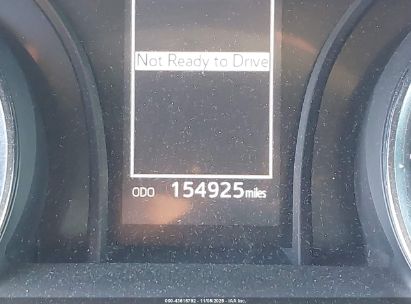 Not Ready to Drive
ODO 154925 miles